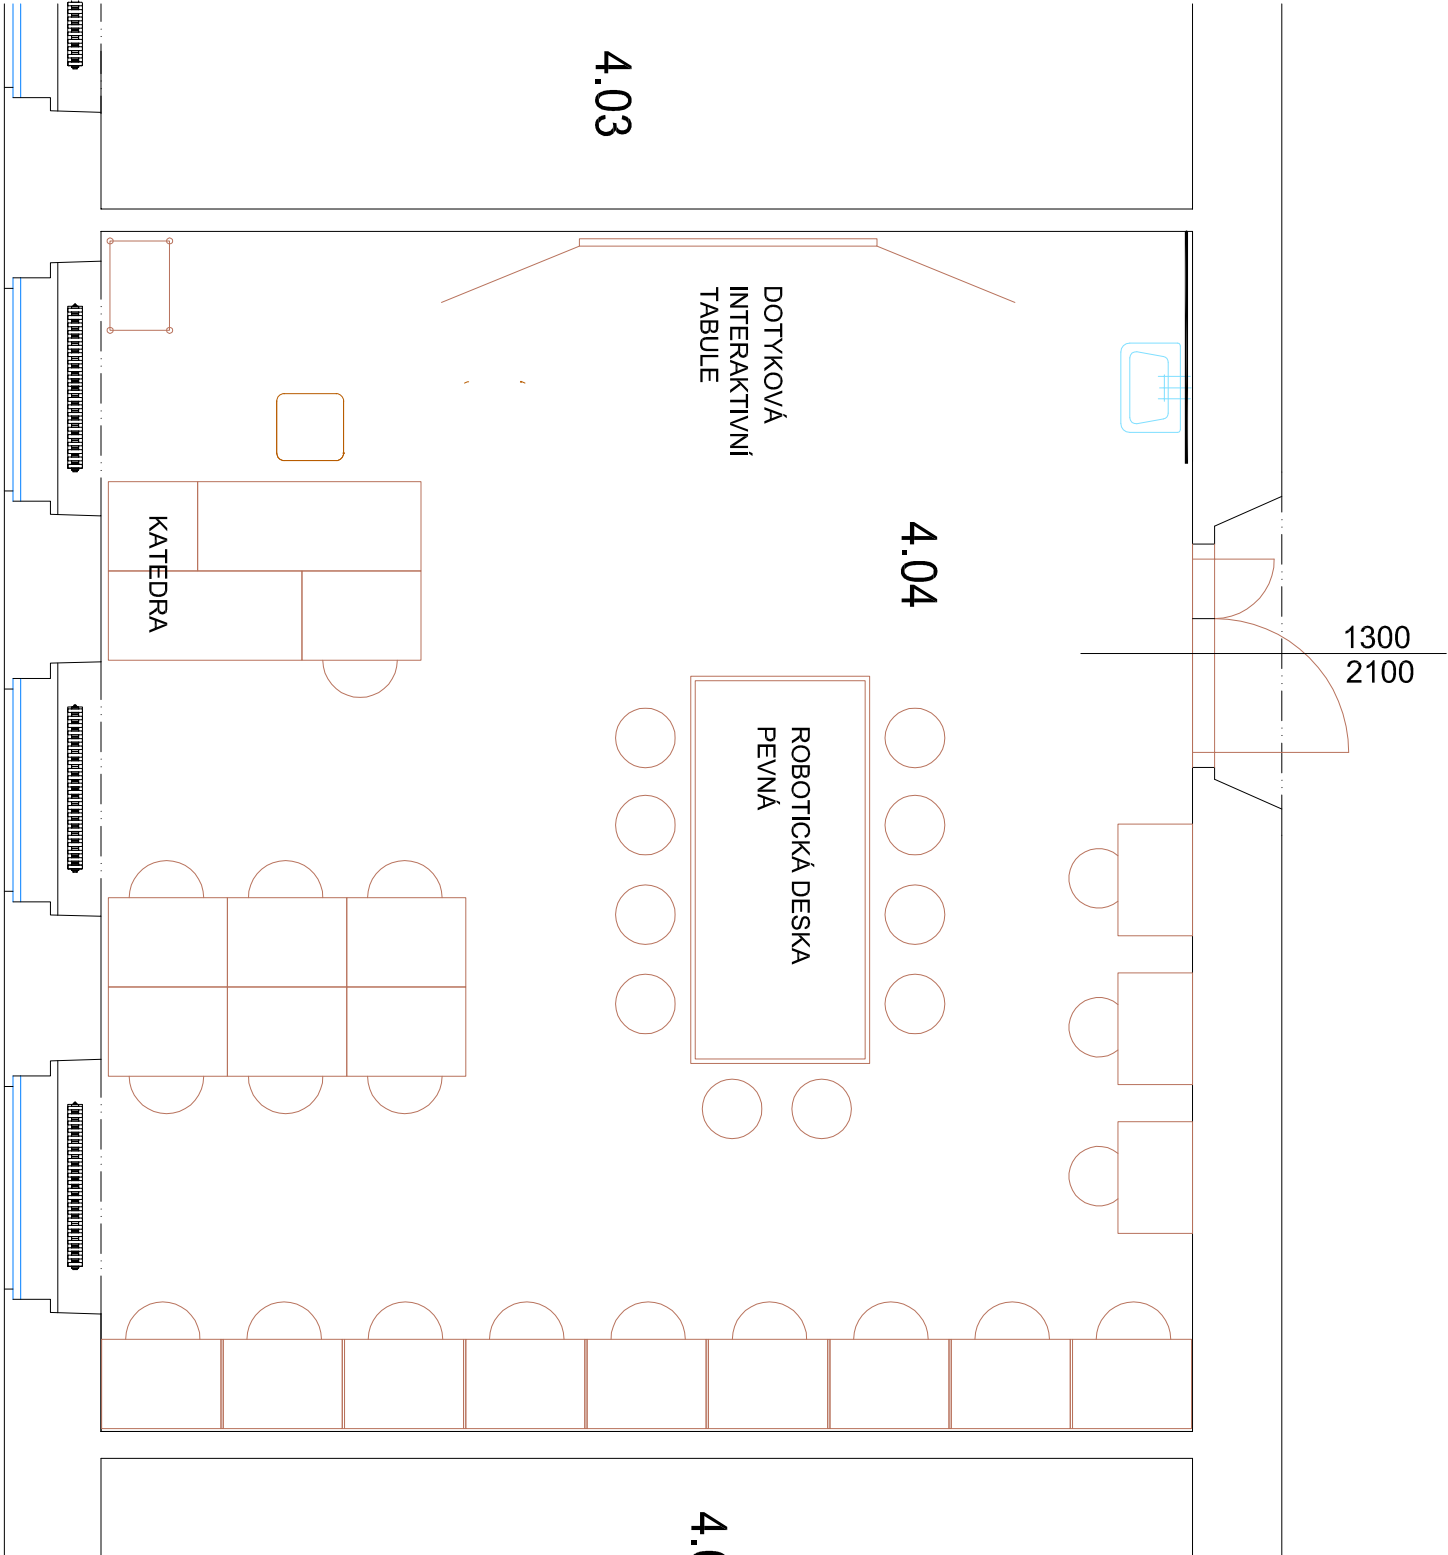 4.03
DOTYKOVÁ
INTERAKTIVNÍ
TABULE
4.04
KATEDRA
1300
2100
ROBOTICKÁ DESKA
PEVNÁ